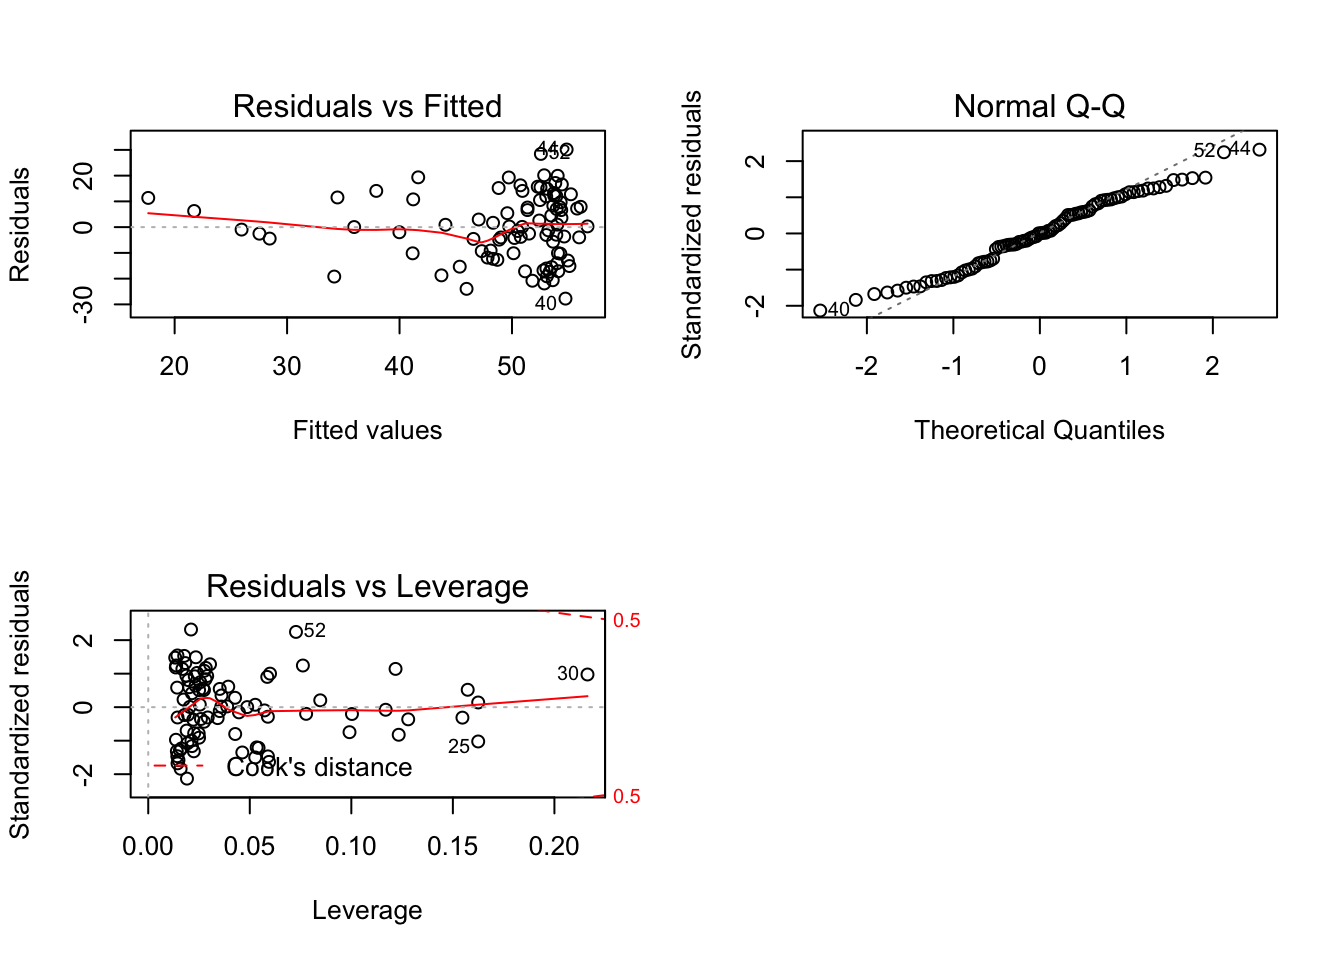 Residuals vs Fitted
Residuals
20
0
-30
44
52
40
20 30 40 50
Fitted values
Normal Q-Q
Standardized residuals
2
0
-2
52
44
40
-2 -1 0 1 2
Theoretical Quantiles
Residuals vs Leverage
Standardized residuals
2
0
-2
0.5
52
30
25
Cook's distance
0.5
0.00 0.05 0.10 0.15 0.20
Leverage